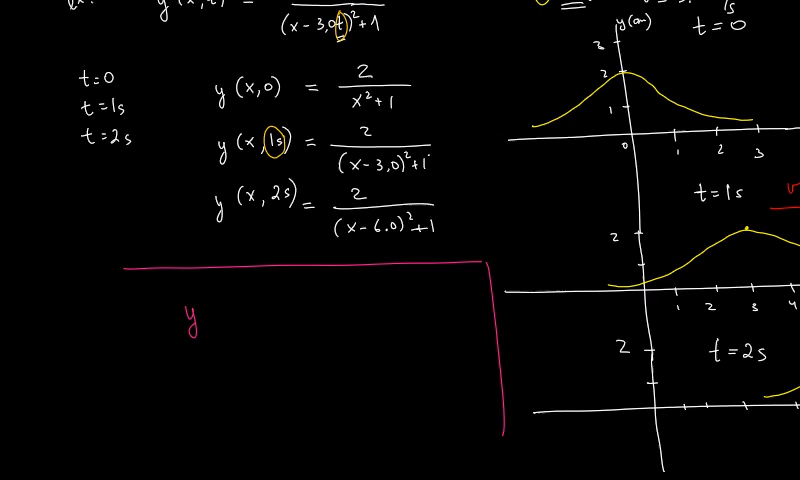 (x - 3,0t)² + 1
t=0
t=1s
t=2s
y (x,0) = 2 / x² + 1
y (x, 1s) = 2 / (x - 3,0)² + 1
y (x, 2s) = 2 / (x - 6.0)² + 1
y
y (cm)
t = 0
3
2
1
0 1 2 3
t = 1s
2
1 2 3 4
t = 2s
2